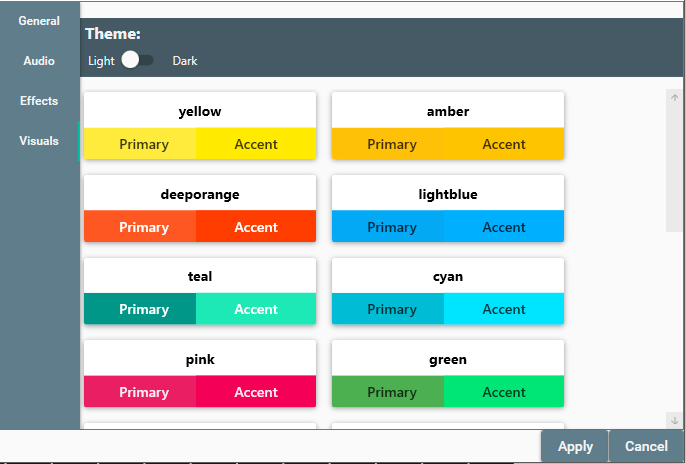 General
Audio
Effects
Visuals
Theme:
Light Dark
yellow
Primary Accent
amber
Primary Accent
deeporange
Primary Accent
lightblue
Primary Accent
teal
Primary Accent
cyan
Primary Accent
pink
Primary Accent
green
Primary Accent
Apply Cancel